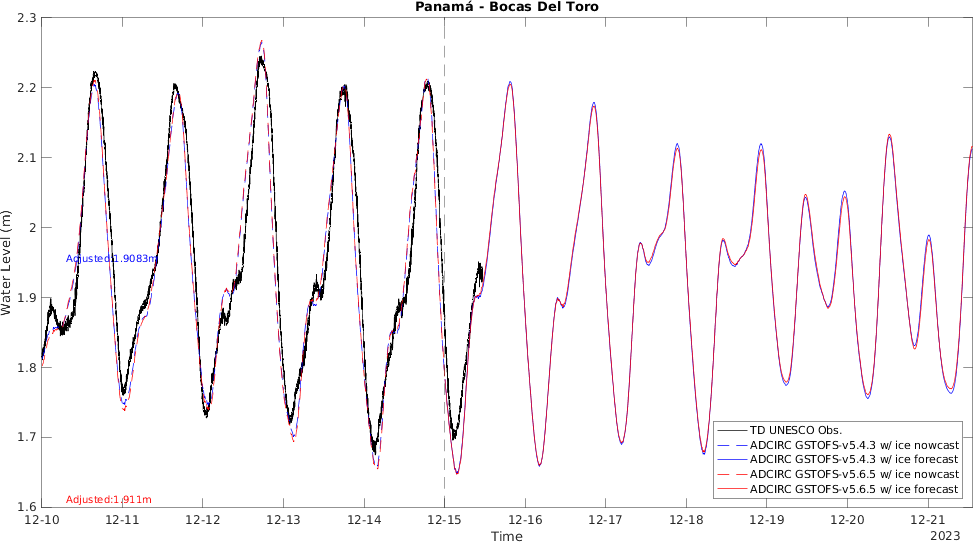 Panamá - Bocas Del Toro
2.3
2.2
2.1
2
1.9
1.8
1.7
1.6
Water Level (m)
Adjusted:1.9083m
Adjusted:1.911m
TD UNESCO Obs.
ADCIRC GSTOFS-v5.4.3 w/ ice nowcast
ADCIRC GSTOFS-v5.4.3 w/ ice forecast
ADCIRC GSTOFS-v5.6.5 w/ ice nowcast
ADCIRC GSTOFS-v5.6.5 w/ ice forecast
12-10 12-11 12-12 12-13 12-14 12-15 12-16 12-17 12-18 12-19 12-20 12-21
Time
2023